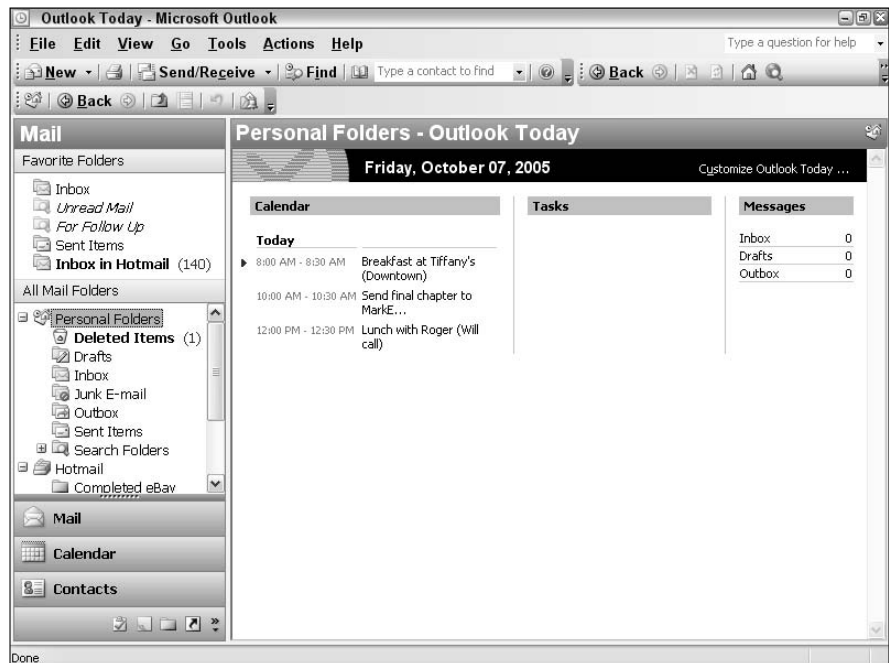 Outlook Today - Microsoft Outlook
File Edit View Go Tools Actions Help
Type a question for help
New Send/Receive Find Type a contact to find Back
Back
Mail
Favorite Folders
Inbox
Unread Mail
For Follow Up
Sent Items
Inbox in Hotmail (140)
All Mail Folders
Personal Folders
Deleted Items (1)
Drafts
Inbox
Junk E-mail
Outbox
Sent Items
Search Folders
Hotmail
Completed eBay
Mail
Calendar
Contacts
Personal Folders - Outlook Today
Friday, October 07, 2005
Customize Outlook Today ...
Calendar
Today
8:00 AM - 8:30 AM Breakfast at Tiffany's
(Downtown)
10:00 AM - 10:30 AM Send final chapter to
MarkE...
12:00 PM - 12:30 PM Lunch with Roger (Will
call)
Tasks
Messages
Inbox 0
Drafts 0
Outbox 0
Done